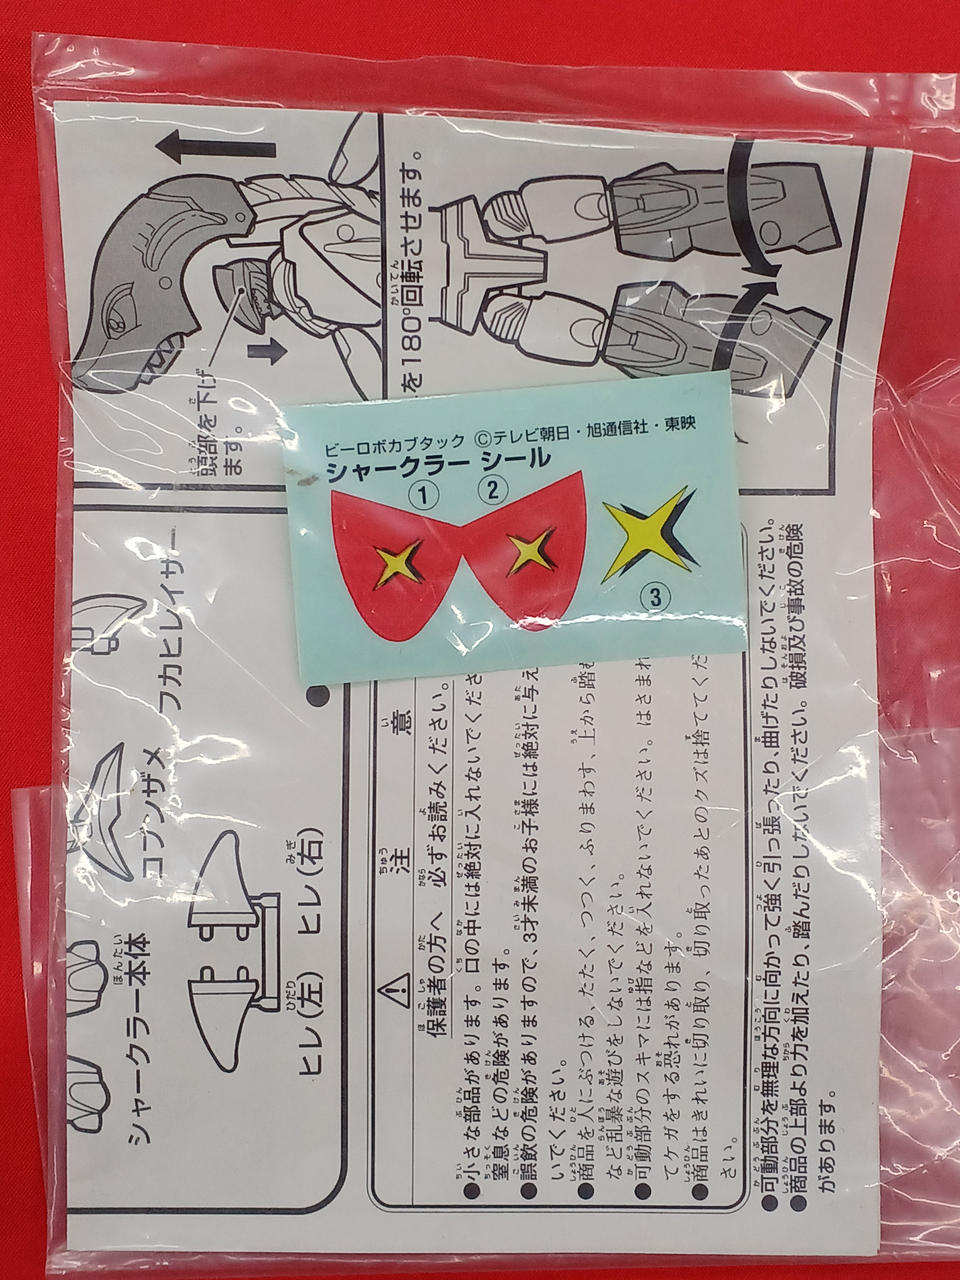 ビーロボカブタック ©テレビ朝日・旭通信社・東映
シャークラー シール
① ②
③
頭部を下げ
ます。
を180°回転させます。
フカヒレイザー
コブンザメ
シャークラー本体
ヒレ(左) ヒレ(右)
注 意
保護者の方へ 必ずお読みください。
●小さな部品があります。口の中には絶対に入れないでくださ
窒息などの危険があります。
●誤飲の危険がありますので、3才未満のお子様には絶対に与え
いでください。
●商品を人にぶつける、たたく、つつく、ふりまわす、上から踏む
など乱暴な遊びをしないでください。
●可動部分のスキマには指などを入れないでください。はさまれ
てケガをする恐れがあります。
●商品はきれいに切り取り、切り取ったあとのクズは捨ててくだ
さい。
●可動部分を無理な方向に向かって強く引っ張ったり、曲げたりしないでください。
●商品の上部より力を加えたり、踏んだりしないでください。破損及び事故の危険
があります。